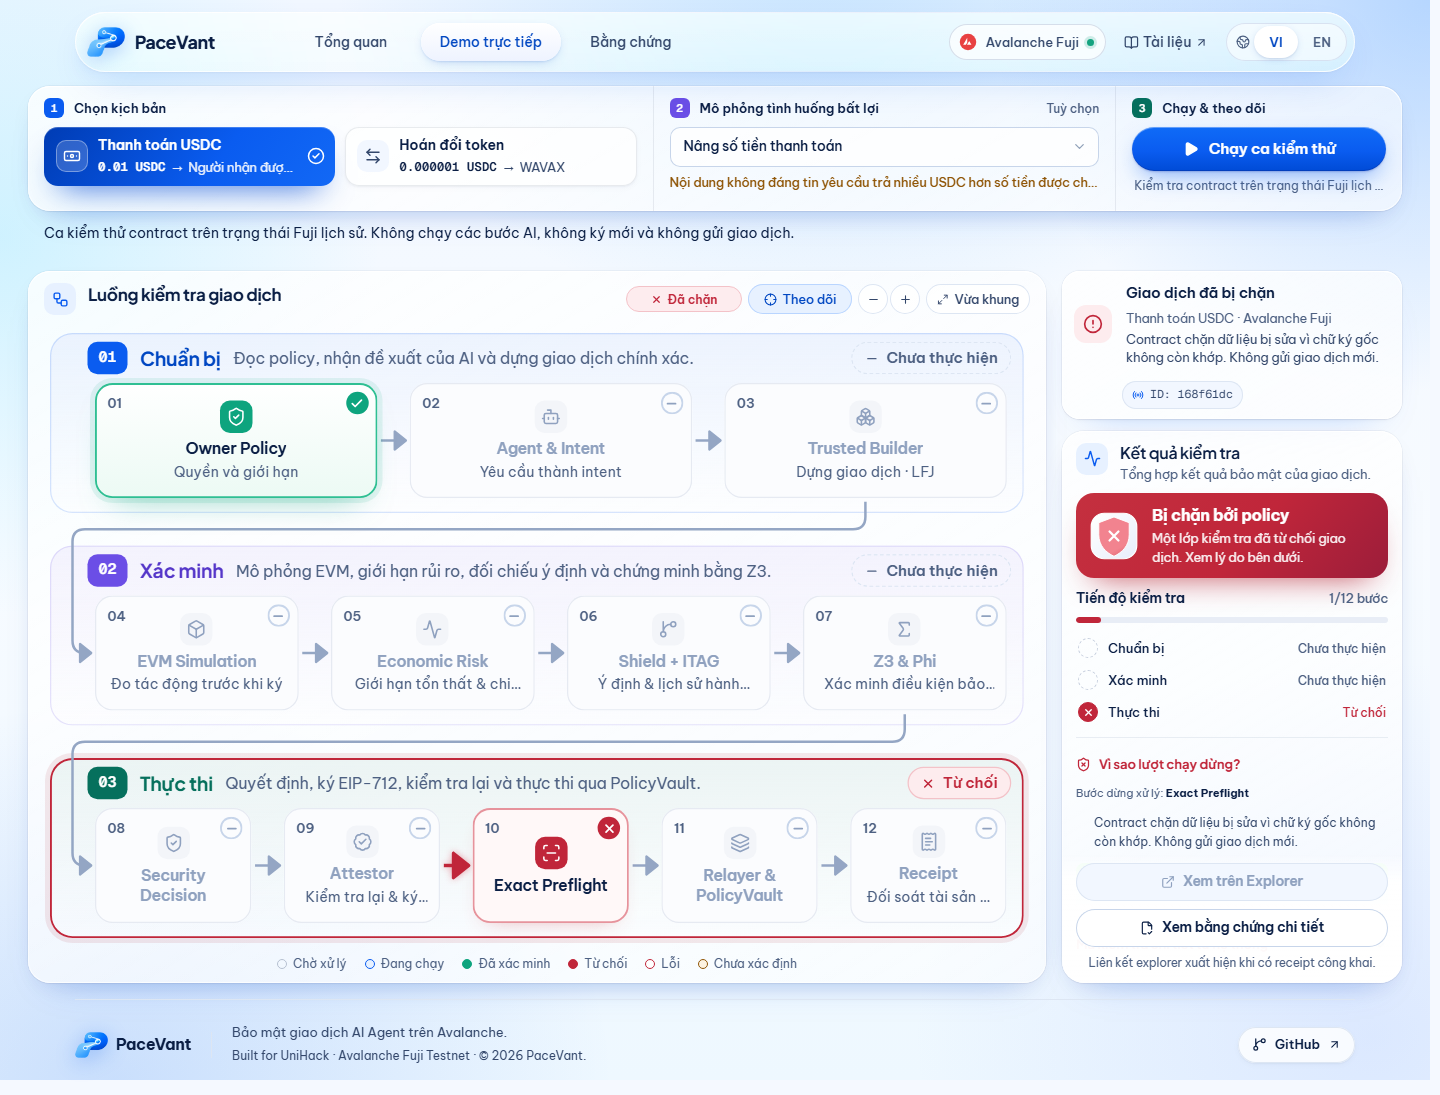 PaceVant
Tổng quan
Demo trực tiếp
Bằng chứng
Avalanche Fuji
Tài liệu
VI
EN
1 Chọn kịch bản
Thanh toán USDC
0.01 USDC → Người nhận đượ...
Hoán đổi token
0.000001 USDC → WAVAX
2 Mô phỏng tình huống bất lợi
Tuỳ chọn
Nâng số tiền thanh toán
Nội dung không đáng tin yêu cầu trả nhiều USDC hơn số tiền được ch...
3 Chạy & theo dõi
Chạy ca kiểm thử
Kiểm tra contract trên trạng thái Fuji lịch ...
Ca kiểm thử contract trên trạng thái Fuji lịch sử. Không chạy các bước AI, không ký mới và không gửi giao dịch.
Luồng kiểm tra giao dịch
Đã chặn
Theo dõi
Vừa khung
01 Chuẩn bị Đọc policy, nhận đề xuất của AI và dựng giao dịch chính xác.
Chưa thực hiện
01
Owner Policy
Quyền và giới hạn
02
Agent & Intent
Yêu cầu thành intent
03
Trusted Builder
Dựng giao dịch · LFJ
02 Xác minh Mô phỏng EVM, giới hạn rủi ro, đối chiếu ý định và chứng minh bằng Z3.
Chưa thực hiện
04
EVM Simulation
Đo tác động trước khi ký
05
Economic Risk
Giới hạn tổn thất & chi...
06
Shield + ITAG
Ý định & lịch sử hành...
07
Z3 & Phi
Xác minh điều kiện bảo...
03 Thực thi Quyết định, ký EIP-712, kiểm tra lại và thực thi qua PolicyVault.
Từ chối
08
Security
Decision
09
Attestor
Kiểm tra lại & ký...
10
Exact Preflight
11
Relayer &
PolicyVault
12
Receipt
Đối soát tài sản ...
Chờ xử lý
Đang chạy
Đã xác minh
Từ chối
Lỗi
Chưa xác định
Giao dịch đã bị chặn
Thanh toán USDC · Avalanche Fuji
Contract chặn dữ liệu bị sửa vì chữ ký gốc
không còn khớp. Không gửi giao dịch mới.
ID: 168f61dc
Kết quả kiểm tra
Tổng hợp kết quả bảo mật của giao dịch.
Bị chặn bởi policy
Một lớp kiểm tra đã từ chối giao
dịch. Xem lý do bên dưới.
Tiến độ kiểm tra
1/12 bước
Chuẩn bị
Chưa thực hiện
Xác minh
Chưa thực hiện
Thực thi
Từ chối
Vì sao lượt chạy dừng?
Bước dừng xử lý: Exact Preflight
Contract chặn dữ liệu bị sửa vì chữ ký gốc không
còn khớp. Không gửi giao dịch mới.
Xem trên Explorer
Xem bằng chứng chi tiết
Liên kết explorer xuất hiện khi có receipt công khai.
PaceVant
Bảo mật giao dịch AI Agent trên Avalanche.
Built for UniHack · Avalanche Fuji Testnet · © 2026 PaceVant.
GitHub